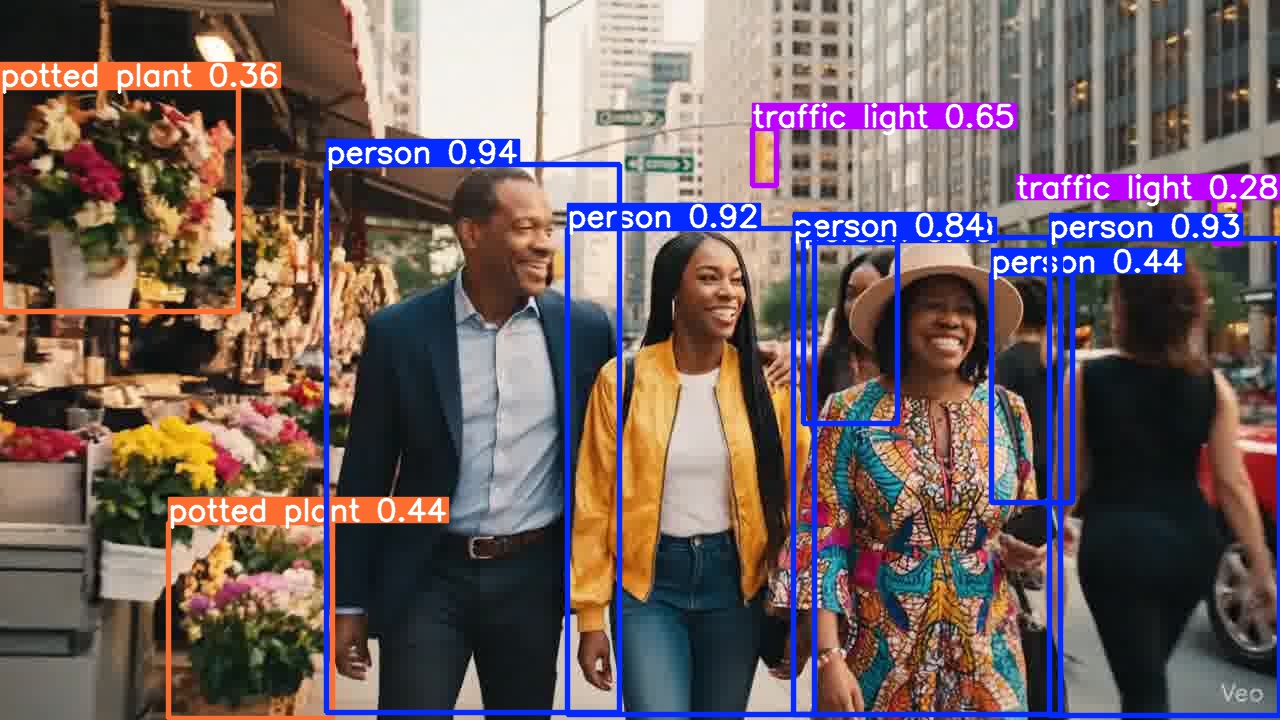 potted plant 0.36
traffic light 0.65
person 0.94
traffic light 0.28
person 0.92
person 0.84
person 0.93
person 0.44
potted plant 0.44
Veo